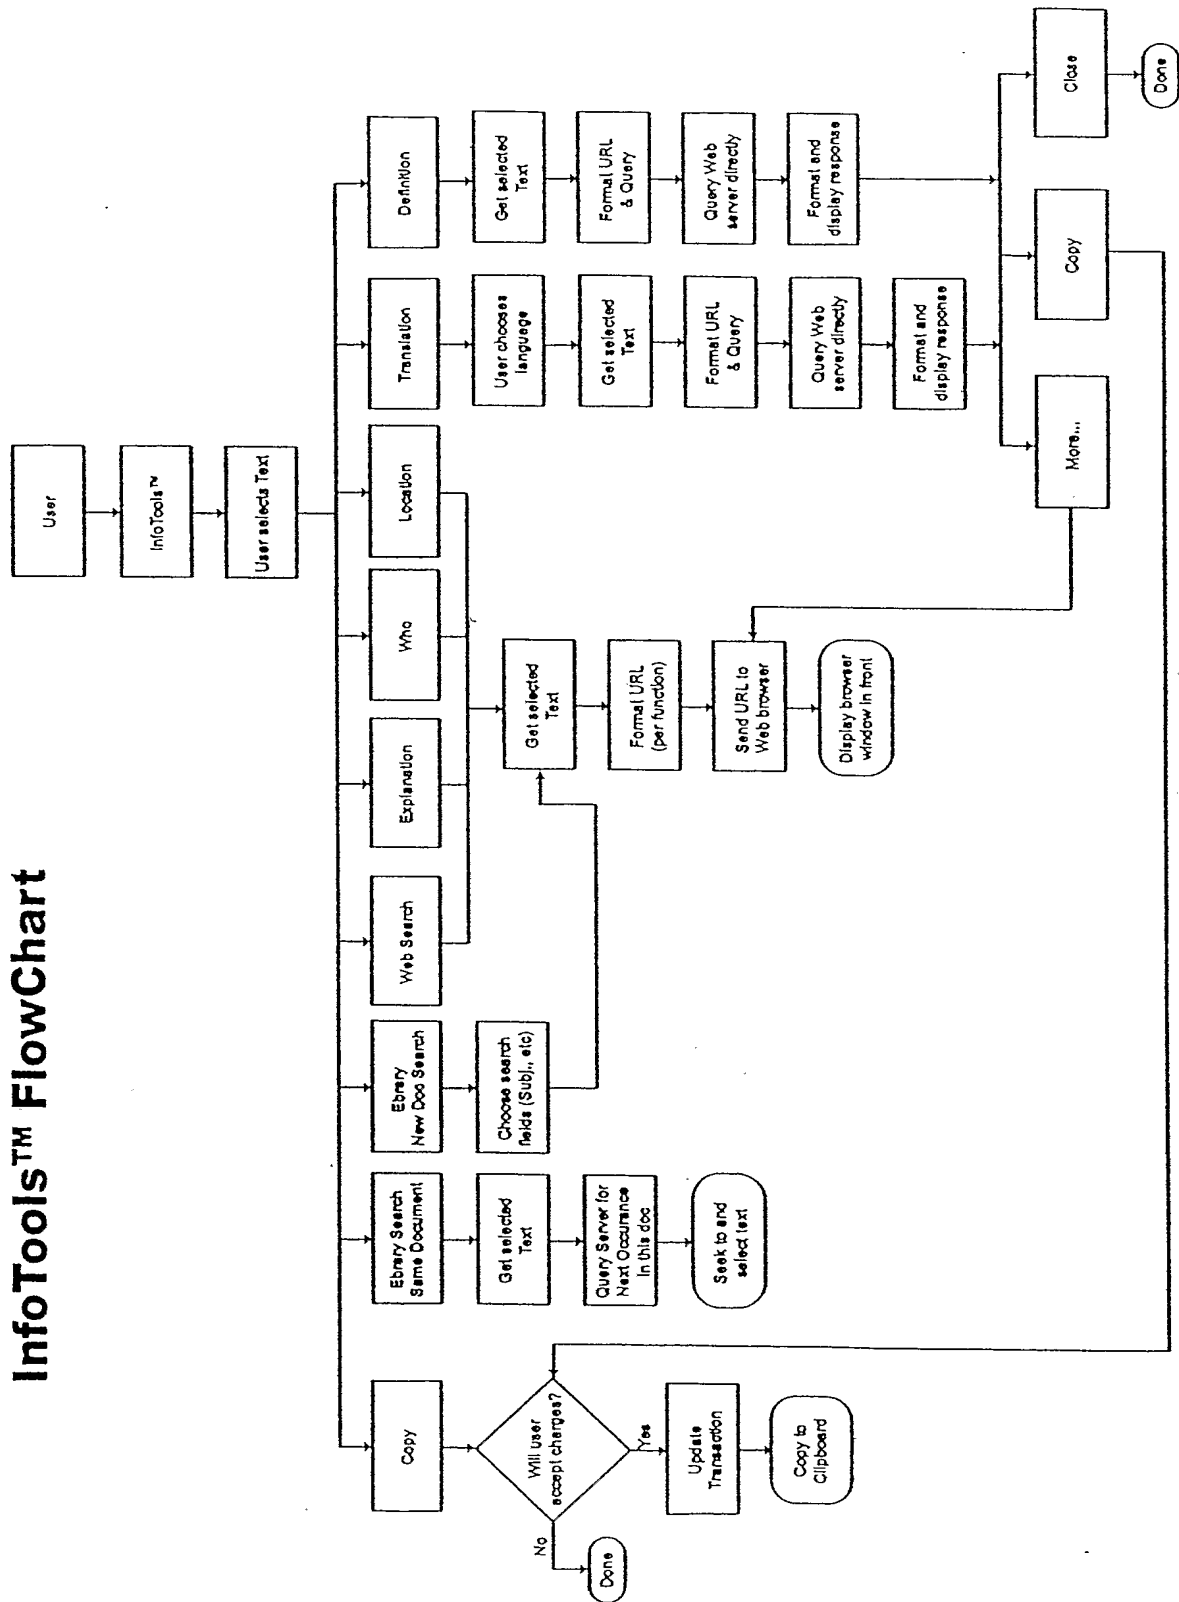 InfoTools™ FlowChart
User
InfoTools™
User selects Text
Copy
Ebrary Search
Same Document
Ebrary
New Doc Search
Web Search
Explanation
Who
Location
Translation
Definition
Will user
accept charges?
No
Done
Yes
Update
Transaction
Copy to
Clipboard
Get selected
Text
Query Server for
Next Occurance
In this doc
Seek to and
select text
Choose search
fields (Subj., etc)
Get selected
Text
Format URL
(per function)
Send URL to
Web browser
Display browser
window in front
User chooses
language
Get selected
Text
Format URL
& Query
Query Web
server directly
Format and
display response
Get selected
Text
Format URL
& Query
Query Web
server directly
Format and
display response
More...
Copy
Close
Done